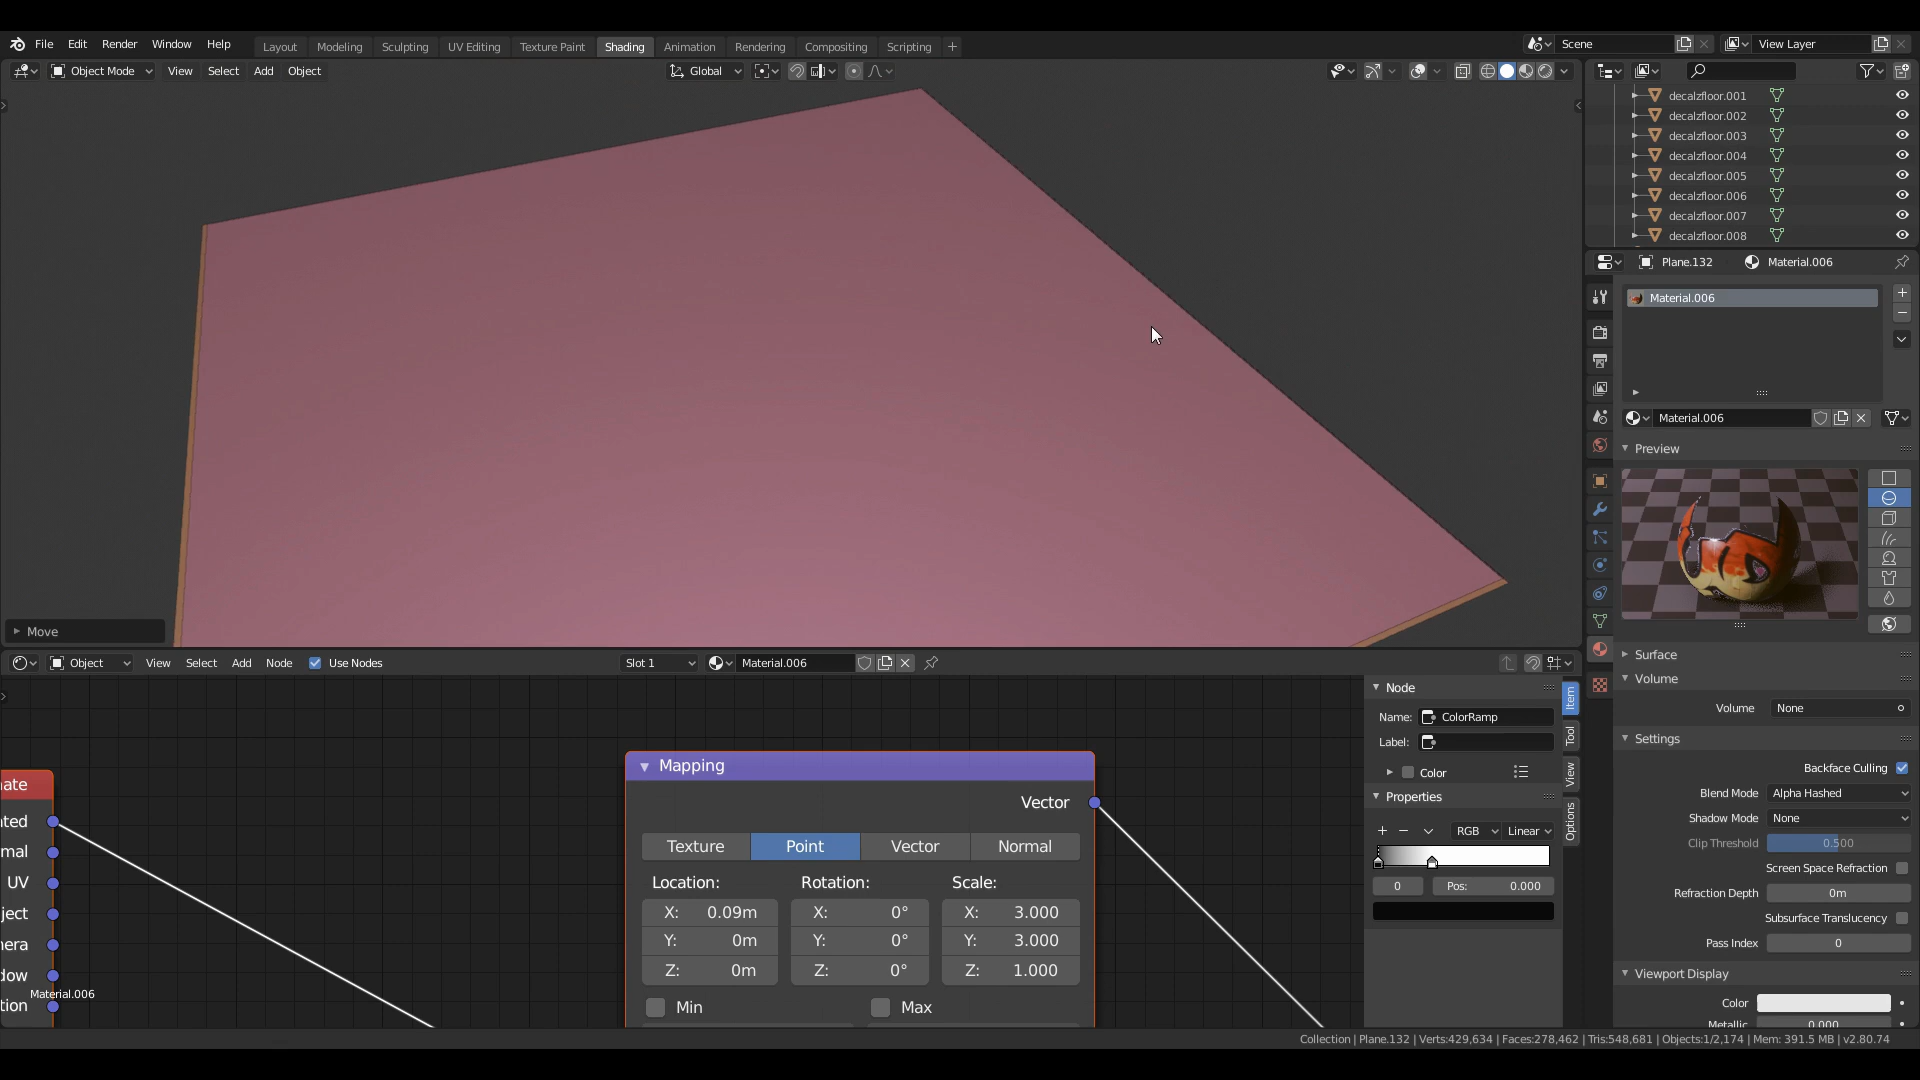 File Edit Render Window Help
Layout Modeling Sculpting UV Editing Texture Paint Shading Animation Rendering Compositing Scripting
Scene View Layer
Object Mode View Select Add Object
Global
decalzfloor.001
decalzfloor.002
decalzfloor.003
decalzfloor.004
decalzfloor.005
decalzfloor.006
decalzfloor.007
decalzfloor.008
Plane.132 Material.006
Material.006
Material.006
Preview
Move
Object View Select Add Node Use Nodes
Slot 1 Material.006
Surface
Volume
Volume None
Settings
Backface Culling
Blend Mode Alpha Hashed
Shadow Mode None
Clip Threshold 0.500
Screen Space Refraction
Refraction Depth 0m
Subsurface Translucency
Pass Index 0
Viewport Display
Color
Metallic 0.000
Node
Name: ColorRamp
Label:
Color
Properties
RGB Linear
0 Pos: 0.000
Item
Tool
View
Options
nate
ated
mal
UV
ject
nera
dow
tion
Material.006
Mapping
Vector
Texture Point Vector Normal
Location: Rotation: Scale:
X: 0.09m X: 0° X: 3.000
Y: 0m Y: 0° Y: 3.000
Z: 0m Z: 0° Z: 1.000
Min Max
Collection | Plane.132 | Verts:429,634 | Faces:278,462 | Tris:548,681 | Objects:1/2,174 | Mem: 391.5 MB | v2.80.74